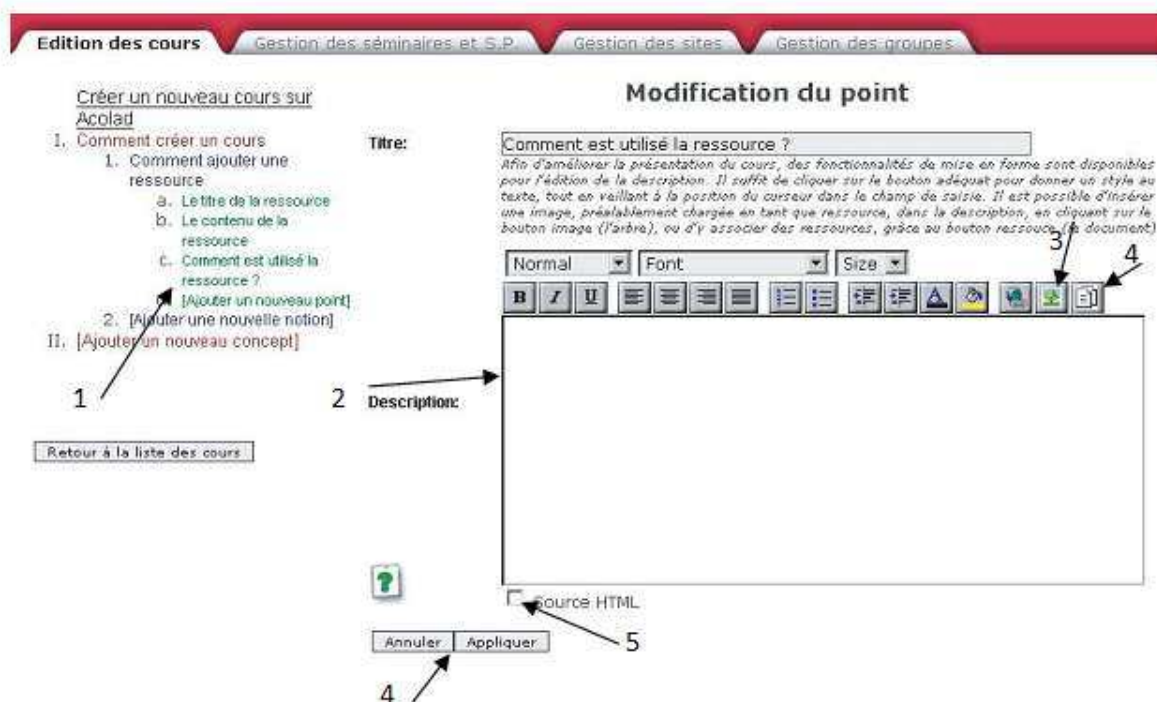 Edition des cours
Gestion des séminaires et S.P.
Gestion des sites
Gestion des groupes
Créer un nouveau cours sur
Acolad
I. Comment créer un cours
1. Comment ajouter une
ressource
a. Le titre de la ressource
b. Le contenu de la
ressource
c. Comment est utilisé la
ressource ?
[Ajouter un nouveau point]
2. [Ajouter une nouvelle notion]
II. [Ajouter un nouveau concept]
1
Retour à la liste des cours
Modification du point
Titre:
Comment est utilisé la ressource ?
Afin d'améliorer la présentation du cours, des fonctionnalités de mise en forme sont disponibles
pour l'édition de la description. Il suffit de cliquer sur le bouton adéquat pour donner un style au
texte, tout en veillant à la position du curseur dans le champ de saisie. Il est possible d'insérer
une image, préalablement chargée en tant que ressource, dans la description, en cliquant sur le
bouton image (l'arbre), ou d'y associer des ressources, grâce au bouton ressouce (le document)
3
4
Normal
Font
Size
B I U
2
Description:
?
Source HTML
5
Annuler
Appliquer
4